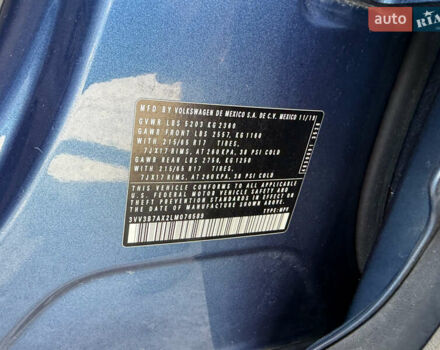 auto RIA
MFD BY VOLKSWAGEN DE MEXICO S.A. DE C.V. MEXICO 11/19
GVWR LBS 5203 KG 2360
GAWR FRONT LBS 2557, KG 1160
WITH 215/65 R17 TIRES,
7JX17 RIMS, AT 260 KPA, 38 PSI COLD
GAWR REAR LBS 2756, KG 1250
WITH 215/65 R17 TIRES,
7JX17 RIMS, AT 260 KPA, 38 PSI COLD
THIS VEHICLE CONFORMS TO ALL APPLICABLE
U.S. FEDERAL MOTOR VEHICLE SAFETY AND
THEFT PREVENTION STANDARDS IN EFFECT ON
THE DATE OF MANUFACTURE SHOWN ABOVE.
3VV3B7AX2LM076589 TYPE: MPV